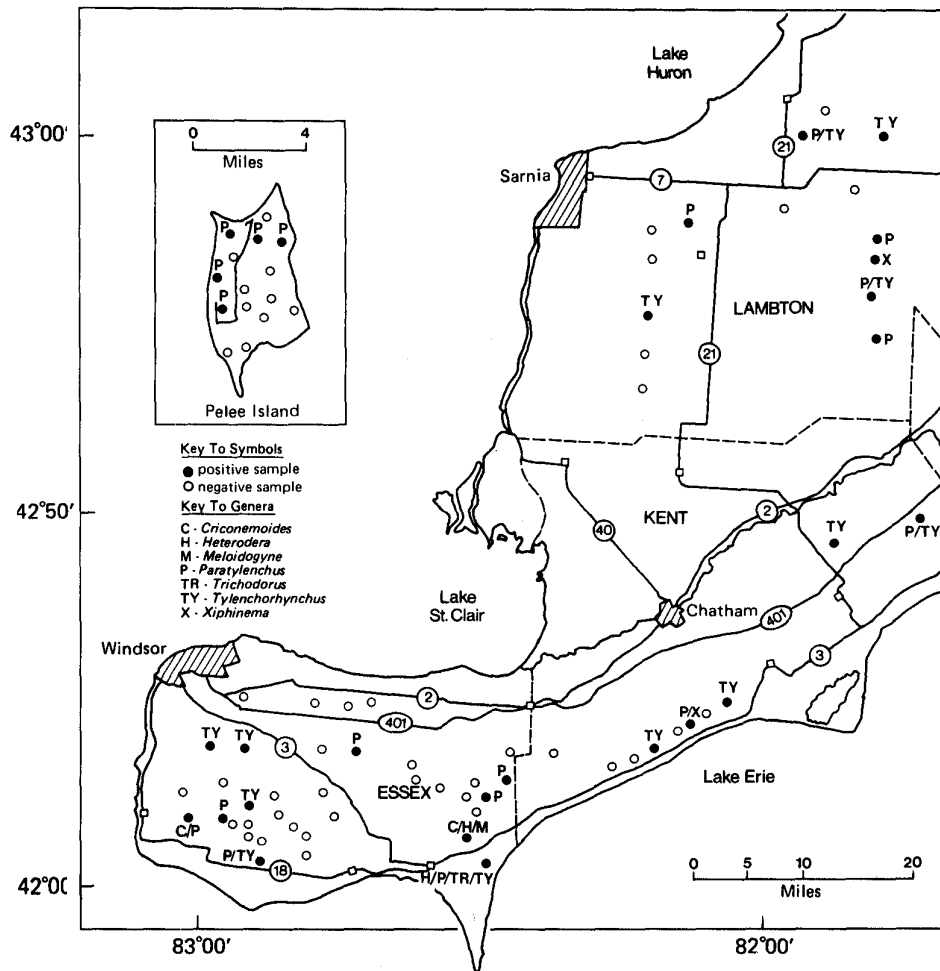 Lake
Huron
43°00'
0 4
Miles
P/TY
TY
21
Sarnia
7
P
P
P
P
P
P
P
X
P/TY
P
TY
LAMBTON
21
Pelee Island
Key To Symbols
● positive sample
○ negative sample
Key To Genera
C - Criconemoides
H - Heterodera
M - Meloidogyne
P - Paratylenchus
TR - Trichodorus
TY - Tylenchorhynchus
X - Xiphinema
42°50'
KENT
2
40
TY
P/TY
Lake
St. Clair
Chatham
401
Windsor
3
2
401
TY
P/X
TY
TY
TY
3
P
P
P
ESSEX
Lake Erie
TY
P
C/P
C/H/M
P/TY
18
H/P/TR/TY
0 5 10 20
Miles
42°00'
83°00'
82°00'